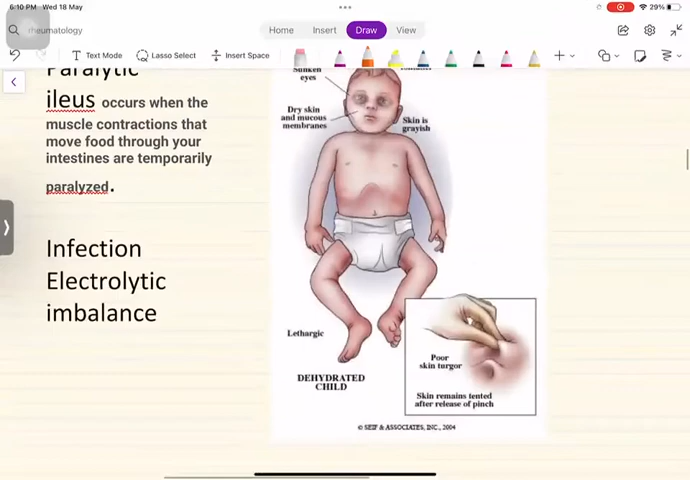 6:10 PM Wed 18 May
29%
rheumatology
Home Insert Draw View
Text Mode Lasso Select Insert Space
Paralytic
ileus occurs when the
muscle contractions that
move food through your
intestines are temporarily
paralyzed.
Infection
Electrolytic
imbalance
Sunken
eyes
Dry skin
and mucous
membranes
Skin is
grayish
Lethargic
DEHYDRATED
CHILD
Poor
skin turgor
Skin remains tented
after release of pinch
© SEIF & ASSOCIATES, INC., 2004